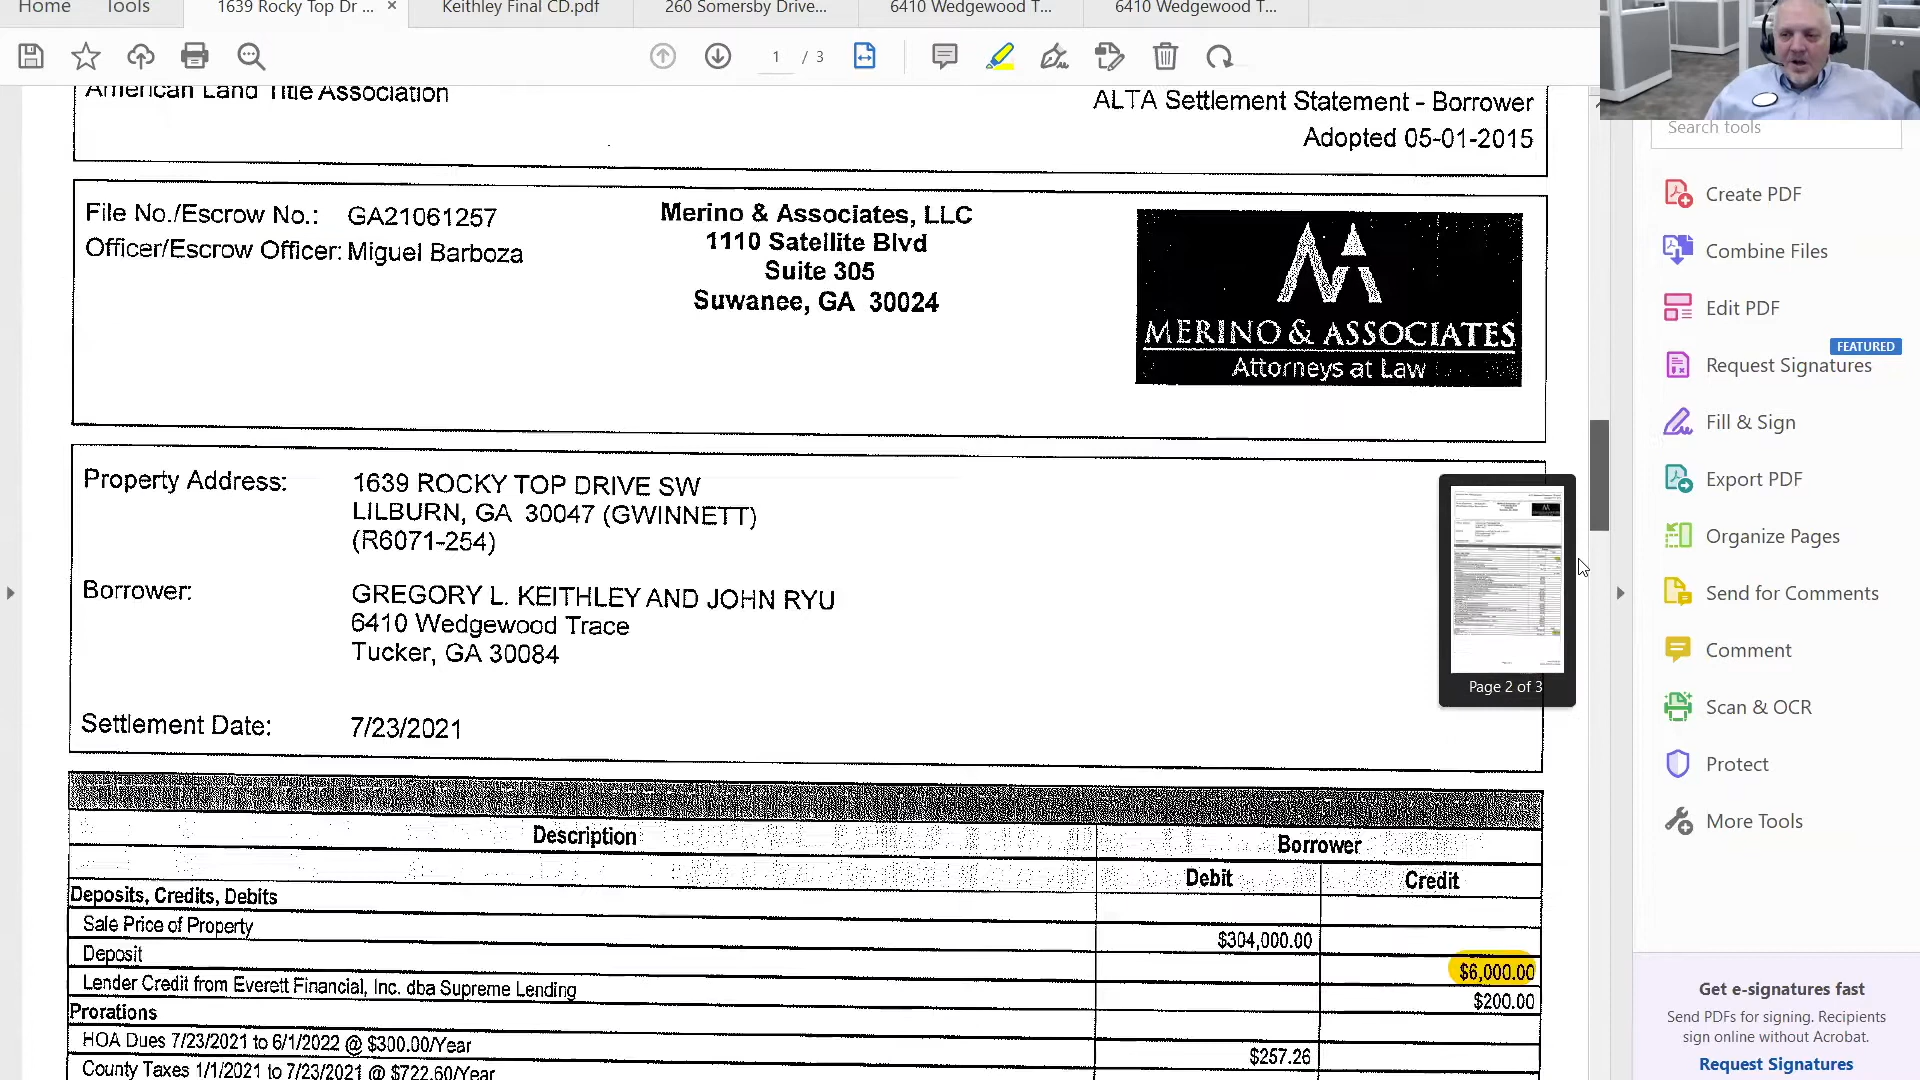 Home
Tools
1639 Rocky Top Dr ...
Keithley Final CD.pdf
260 Somersby Drive...
6410 Wedgewood T...
6410 Wedgewood T...
1 / 3
American Land Title Association
ALTA Settlement Statement - Borrower
Adopted 05-01-2015
File No./Escrow No.: GA21061257
Officer/Escrow Officer: Miguel Barboza
Merino & Associates, LLC
1110 Satellite Blvd
Suite 305
Suwanee, GA 30024
MERINO & ASSOCIATES
Attorneys at Law
Property Address: 1639 ROCKY TOP DRIVE SW
LILBURN, GA 30047 (GWINNETT)
(R6071-254)
Borrower: GREGORY L. KEITHLEY AND JOHN RYU
6410 Wedgewood Trace
Tucker, GA 30084
Settlement Date: 7/23/2021
Page 2 of 3
Description Borrower
Debit Credit
Deposits, Credits, Debits
Sale Price of Property $304,000.00
Deposit $6,000.00
Lender Credit from Everett Financial, Inc. dba Supreme Lending $200.00
Prorations
HOA Dues 7/23/2021 to 6/1/2022 @ $300.00/Year $257.26
County Taxes 1/1/2021 to 7/23/2021 @ $722.60/Year
Search tools
Create PDF
Combine Files
Edit PDF
FEATURED
Request Signatures
Fill & Sign
Export PDF
Organize Pages
Send for Comments
Comment
Scan & OCR
Protect
More Tools
Get e-signatures fast
Send PDFs for signing. Recipients
sign online without Acrobat.
Request Signatures